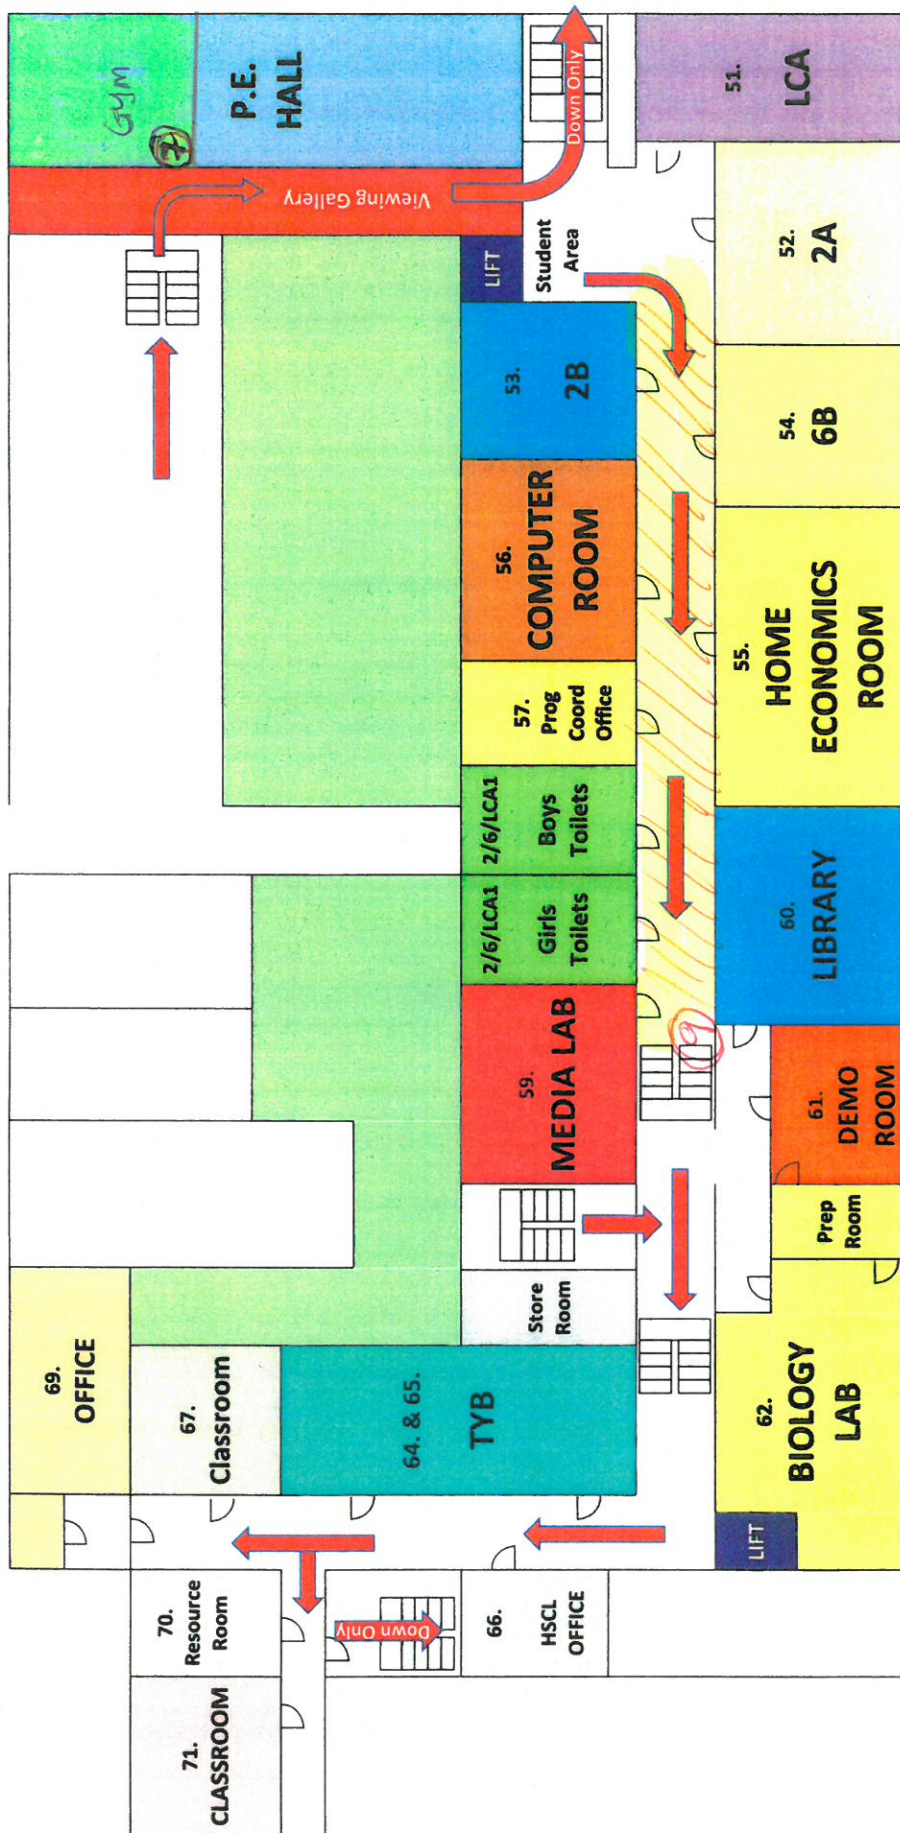 69.
OFFICE
67.
Classroom
64. & 65.
TYB
70.
Resource
Room
71.
CLASSROOM
Down Only
66.
HSCL
OFFICE
Store
Room
59.
MEDIA LAB
2/6/LCA1
Girls
Toilets
2/6/LCA1
Boys
Toilets
57.
Prog
Coord
Office
56.
COMPUTER
ROOM
53.
2B
LIFT
Student
Area
Viewing Gallery
Gym
7
P.E.
HALL
Down Only
LIFT
62.
BIOLOGY
LAB
Prep
Room
61.
DEMO
ROOM
9
60.
LIBRARY
55.
HOME
ECONOMICS
ROOM
54.
6B
52.
2A
51.
LCA